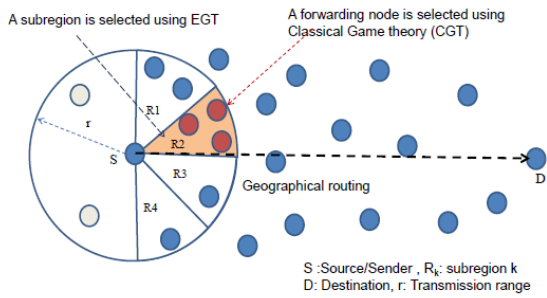 A subregion is selected using EGT
A forwarding node is selected using
Classical Game theory (CGT)
R1
r
R2
S
R3
D
Geographical routing
R4
S :Source/Sender , Rk: subregion k
D: Destination, r: Transmission range